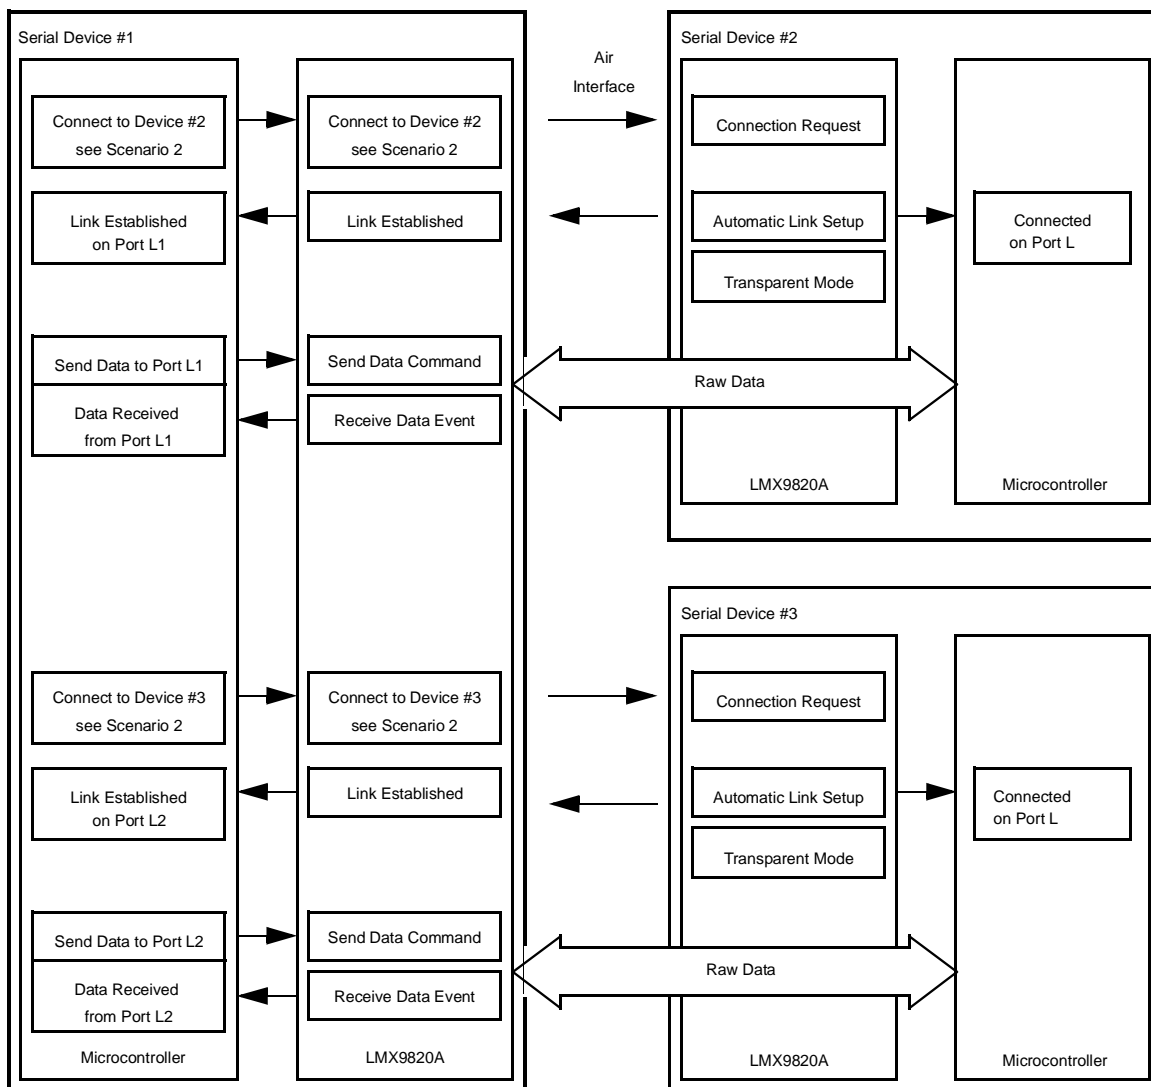 Serial Device #1
Connect to Device #2
see Scenario 2
Link Established
on Port L1
Send Data to Port L1
Data Received
from Port L1
Connect to Device #3
see Scenario 2
Link Established
on Port L2
Send Data to Port L2
Data Received
from Port L2
Microcontroller
Connect to Device #2
see Scenario 2
Link Established
Send Data Command
Receive Data Event
Connect to Device #3
see Scenario 2
Link Established
Send Data Command
Receive Data Event
LMX9820A
Air
Interface
Serial Device #2
Connection Request
Automatic Link Setup
Transparent Mode
Raw Data
LMX9820A
Connected
on Port L
Microcontroller
Serial Device #3
Connection Request
Automatic Link Setup
Transparent Mode
Raw Data
LMX9820A
Connected
on Port L
Microcontroller